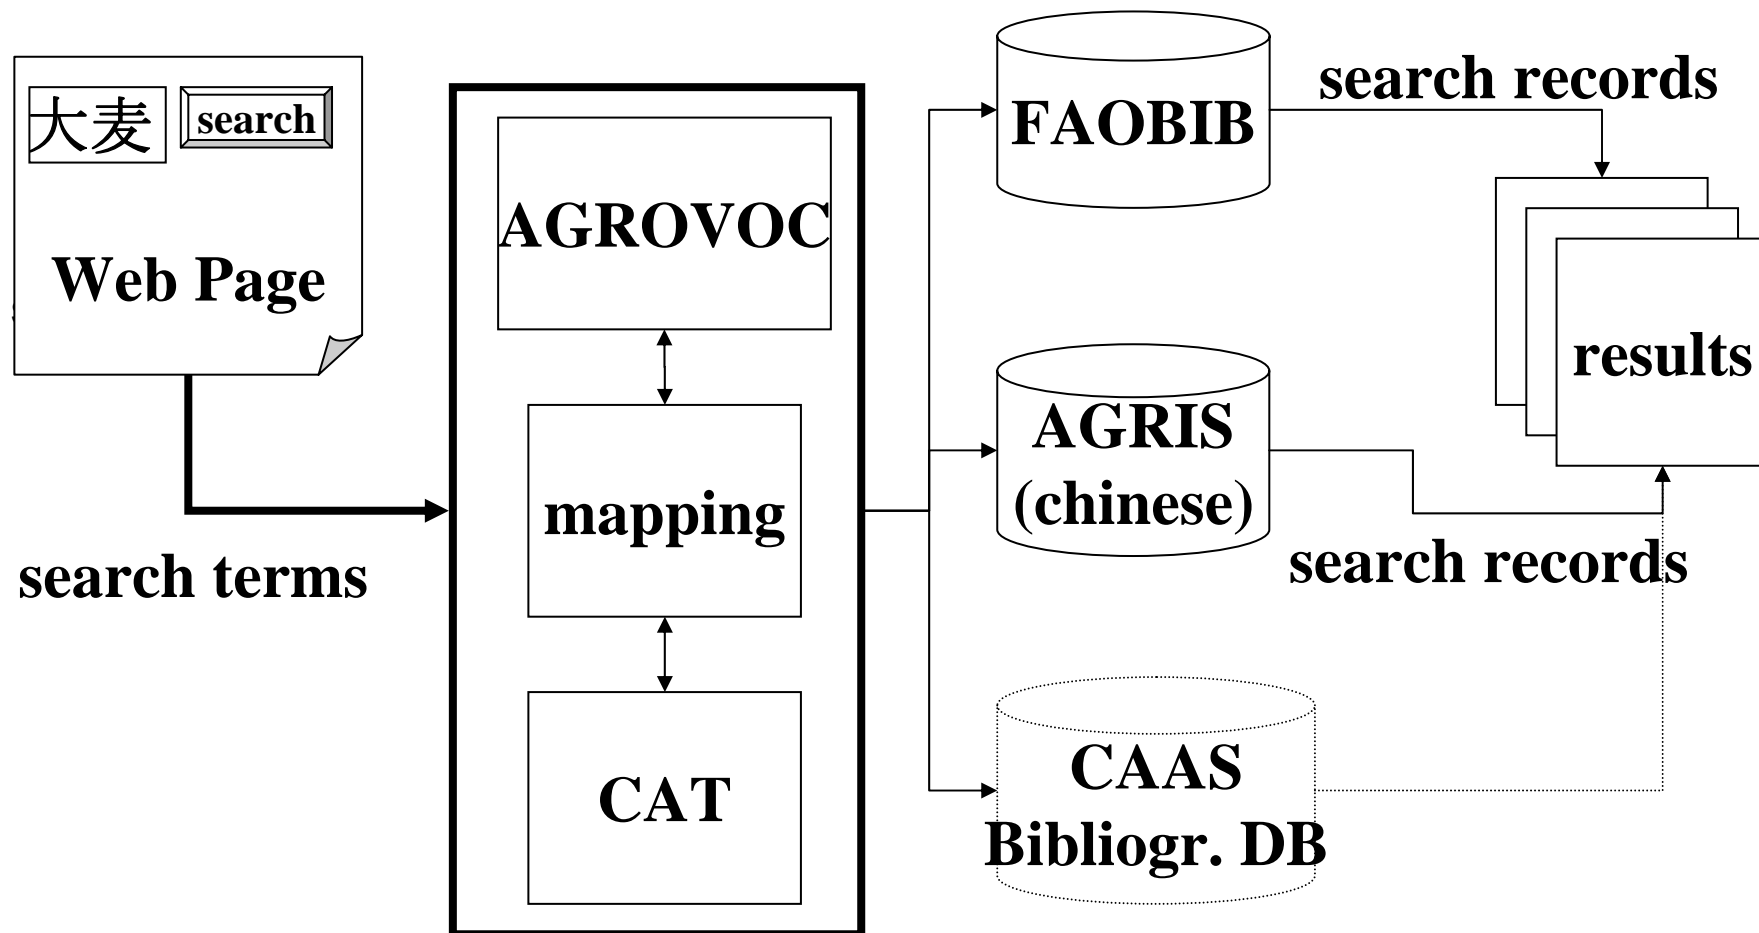 大麦
search
Web Page
search terms
AGROVOC
mapping
CAT
FAOBIB
AGRIS
(chinese)
CAAS
Bibliogr. DB
search records
search records
results